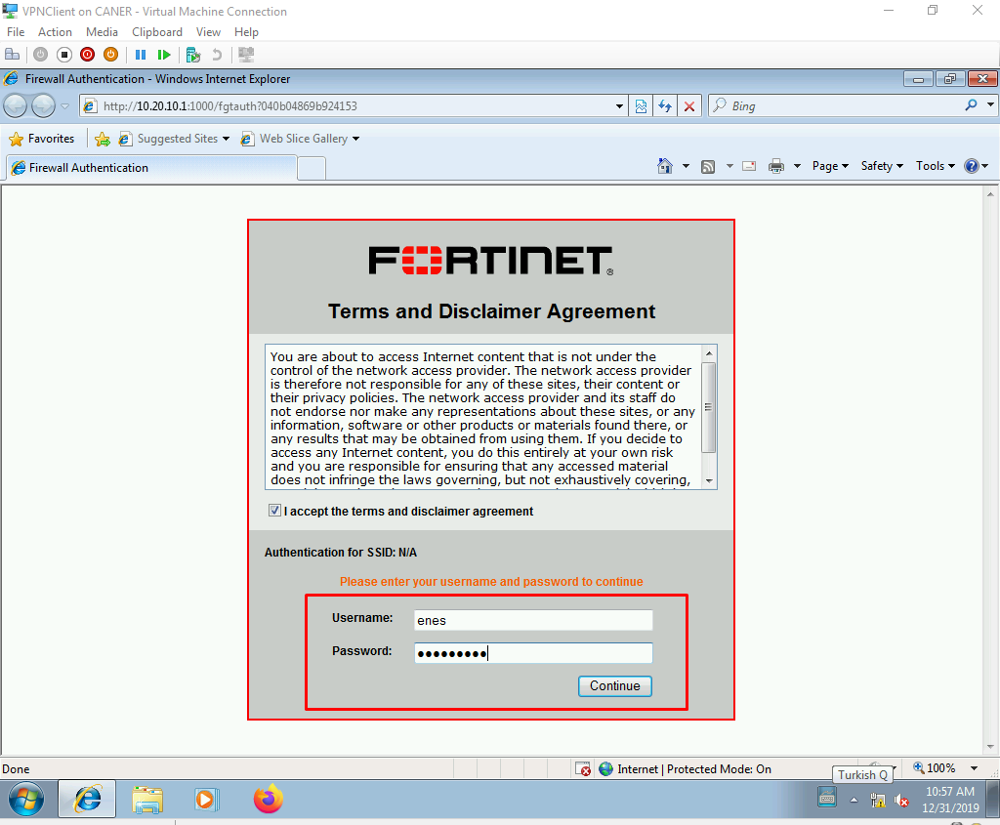 VPNClient on CANER - Virtual Machine Connection
File Action Media Clipboard View Help
Firewall Authentication - Windows Internet Explorer
http://10.20.10.1:1000/fgtauth?040b04869b924153
Bing
Favorites Suggested Sites Web Slice Gallery
Firewall Authentication
Page Safety Tools
FORTINET®
Terms and Disclaimer Agreement
You are about to access Internet content that is not under the
control of the network access provider. The network access provider
is therefore not responsible for any of these sites, their content or
their privacy policies. The network access provider and its staff do
not endorse nor make any representations about these sites, or any
information, software or other products or materials found there, or
any results that may be obtained from using them. If you decide to
access any Internet content, you do this entirely at your own risk
and you are responsible for ensuring that any accessed material
does not infringe the laws governing, but not exhaustively covering,
I accept the terms and disclaimer agreement
Authentication for SSID: N/A
Please enter your username and password to continue
Username: enes
Password: ●●●●●●●●●
Continue
Done Internet | Protected Mode: On 100%
Turkish Q
10:57 AM
12/31/2019